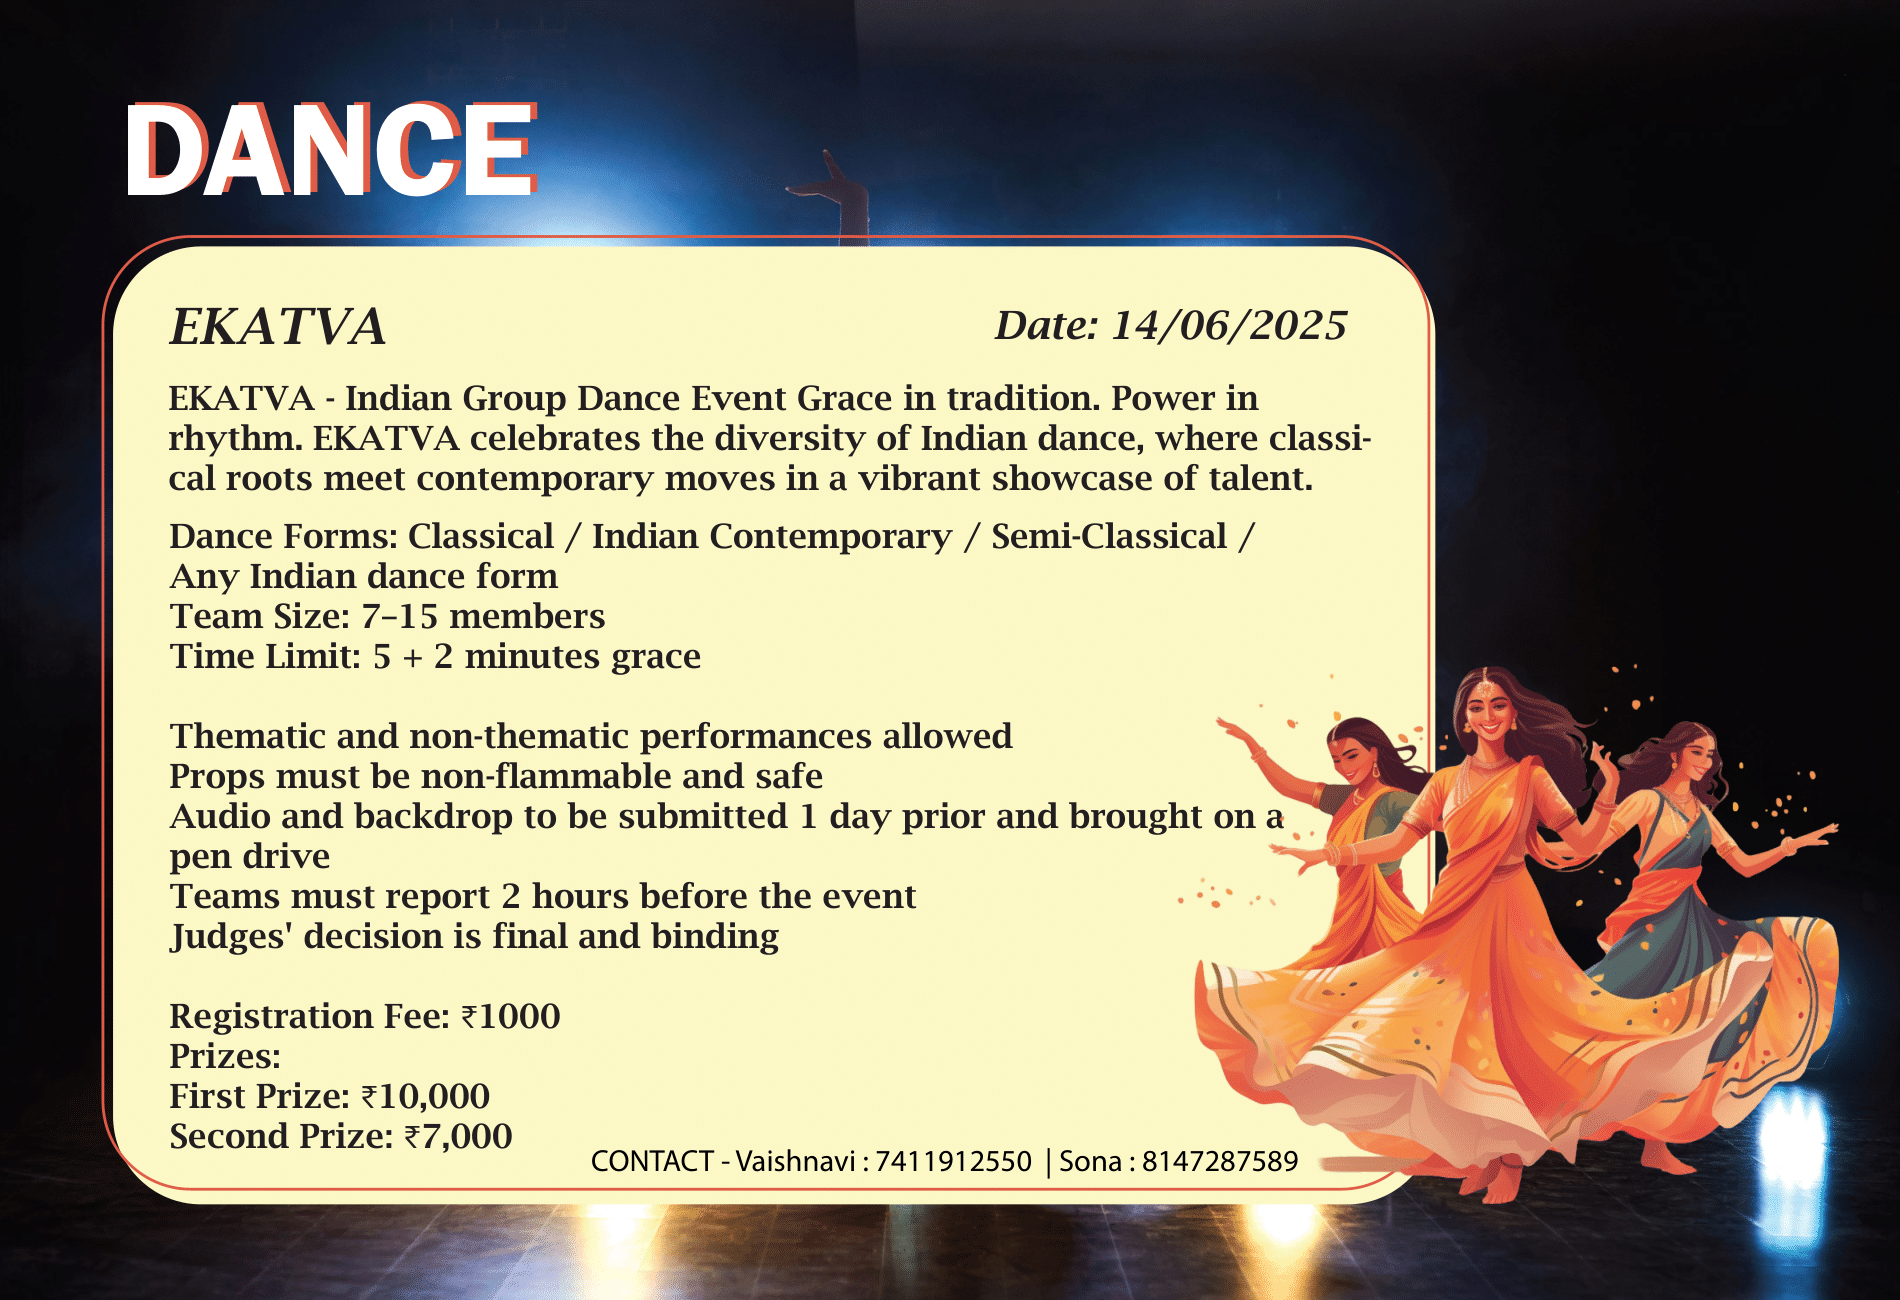 DANCE
EKATVA
Date: 14/06/2025
EKATVA - Indian Group Dance Event Grace in tradition. Power in
rhythm. EKATVA celebrates the diversity of Indian dance, where classi-
cal roots meet contemporary moves in a vibrant showcase of talent.
Dance Forms: Classical / Indian Contemporary / Semi-Classical /
Any Indian dance form
Team Size: 7–15 members
Time Limit: 5 + 2 minutes grace
Thematic and non-thematic performances allowed
Props must be non-flammable and safe
Audio and backdrop to be submitted 1 day prior and brought on a
pen drive
Teams must report 2 hours before the event
Judges' decision is final and binding
Registration Fee: ₹1000
Prizes:
First Prize: ₹10,000
Second Prize: ₹7,000
CONTACT - Vaishnavi : 7411912550 | Sona : 8147287589